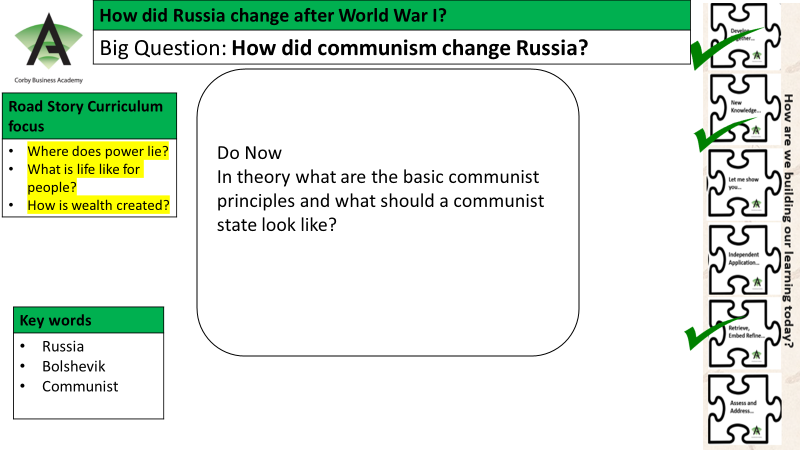 How did Russia change after World War I?
Big Question: How did communism change Russia?
Corby Business Academy
Road Story Curriculum
focus
• Where does power lie?
• What is life like for
people?
• How is wealth created?
Do Now
In theory what are the basic communist
principles and what should a communist
state look like?
Key words
• Russia
• Bolshevik
• Communist
Develop
Together...
New
Knowledge...
Let me show
you...
Independent
Application...
Retrieve,
Embed Refine...
Assess and
Address...
How are we building our learning today?